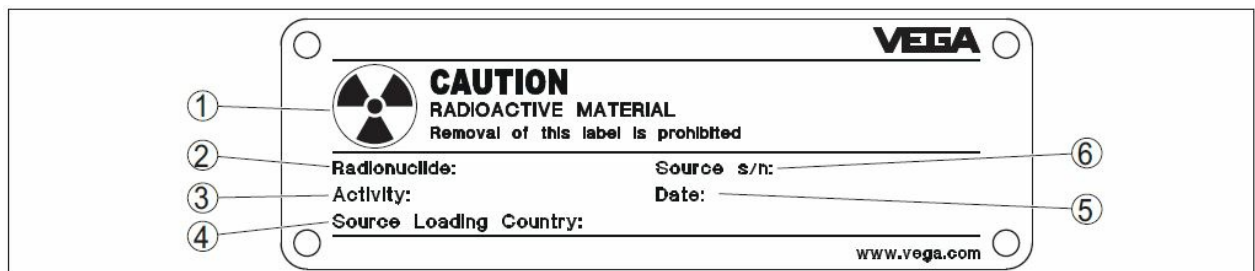 VEGA
CAUTION
① RADIOACTIVE MATERIAL
Removal of this label is prohibited
② Radionuclide: Source s/n: ⑥
③ Activity: Date: ⑤
④ Source Loading Country:
www.vega.com